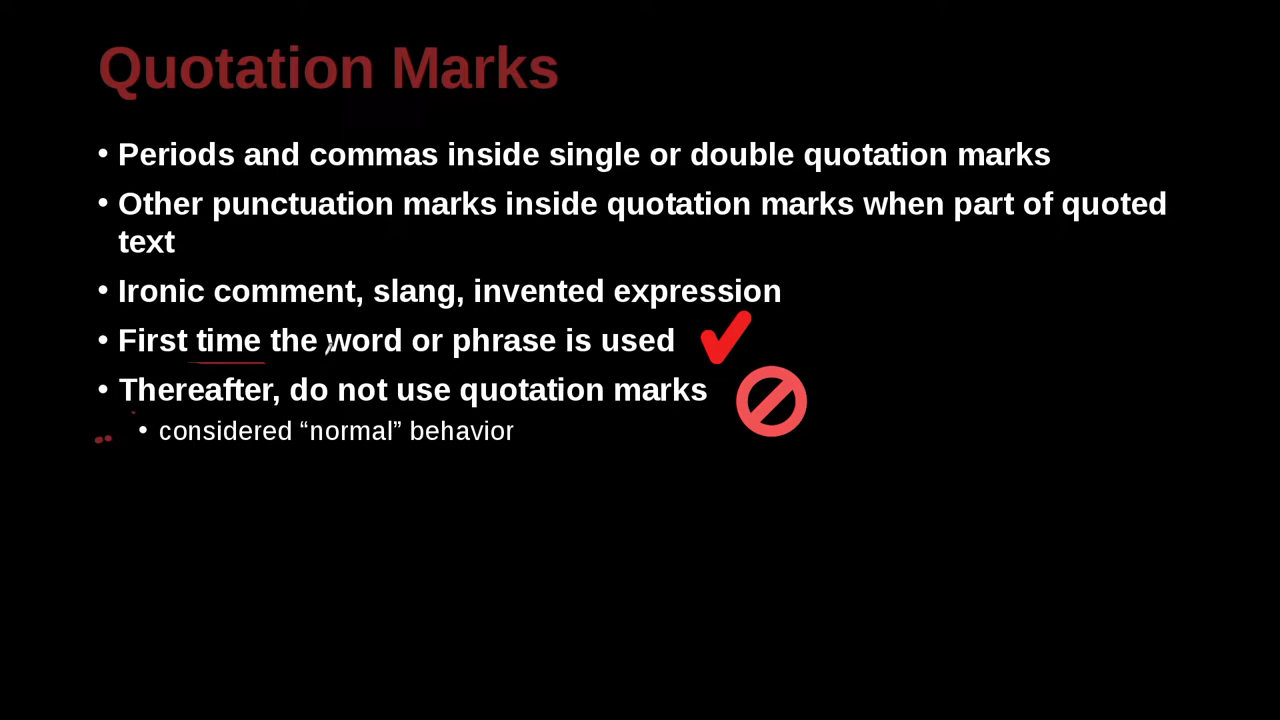 Quotation Marks
• Periods and commas inside single or double quotation marks
• Other punctuation marks inside quotation marks when part of quoted
text
• Ironic comment, slang, invented expression
• First time the word or phrase is used
• Thereafter, do not use quotation marks
• considered “normal” behavior